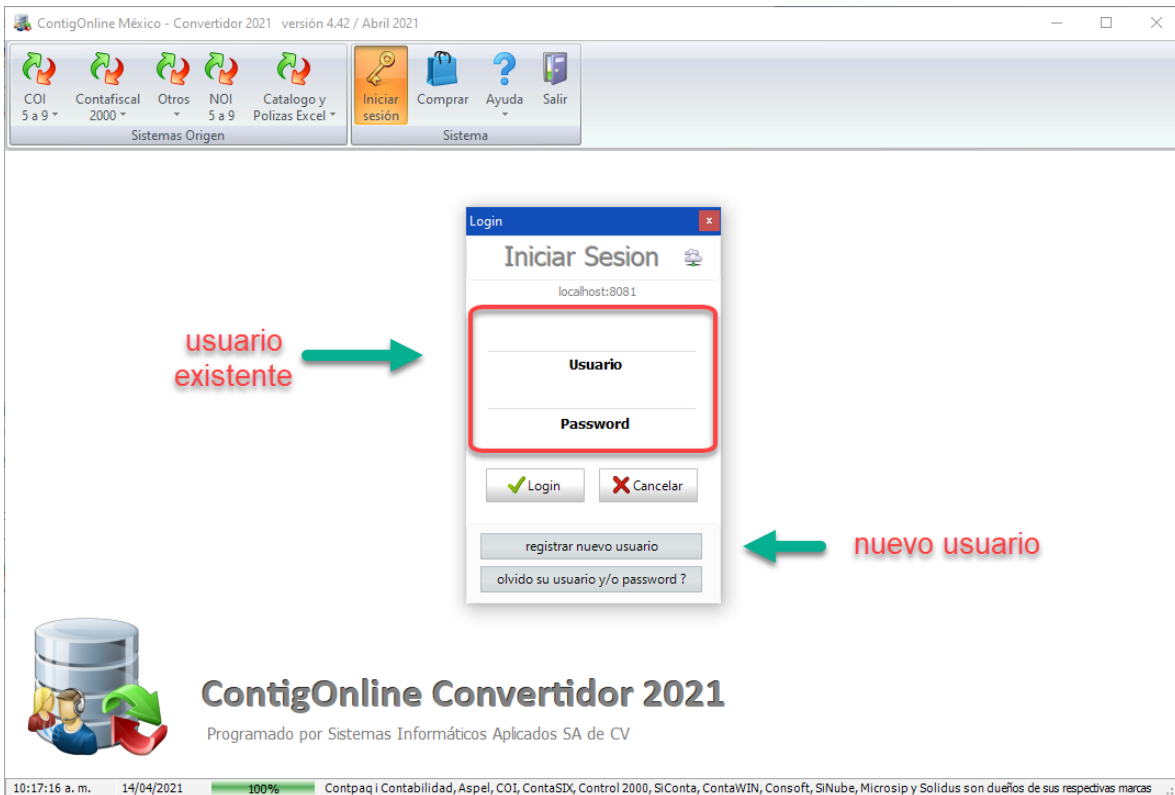 ContigOnline México - Convertidor 2021 versión 4.42 / Abril 2021
COI
5 a 9
Contafiscal
2000
Otros
NOI
5 a 9
Catalogo y
Polizas Excel
Iniciar
sesión
Comprar
Ayuda
Salir
Sistemas Origen
Sistema
Login
x
Iniciar Sesion
localhost:8081
usuario
existente
Usuario
Password
Login
Cancelar
registrar nuevo usuario
nuevo usuario
olvido su usuario y/o password ?
ContigOnline Convertidor 2021
Programado por Sistemas Informáticos Aplicados SA de CV
10:17:16 a. m. 14/04/2021 100% Contpaq i Contabilidad, Aspel, COI, ContaSIX, Control 2000, SiConta, ContaWIN, Consoft, SiNube, Microsip y Solidus son dueños de sus respectivas marcas